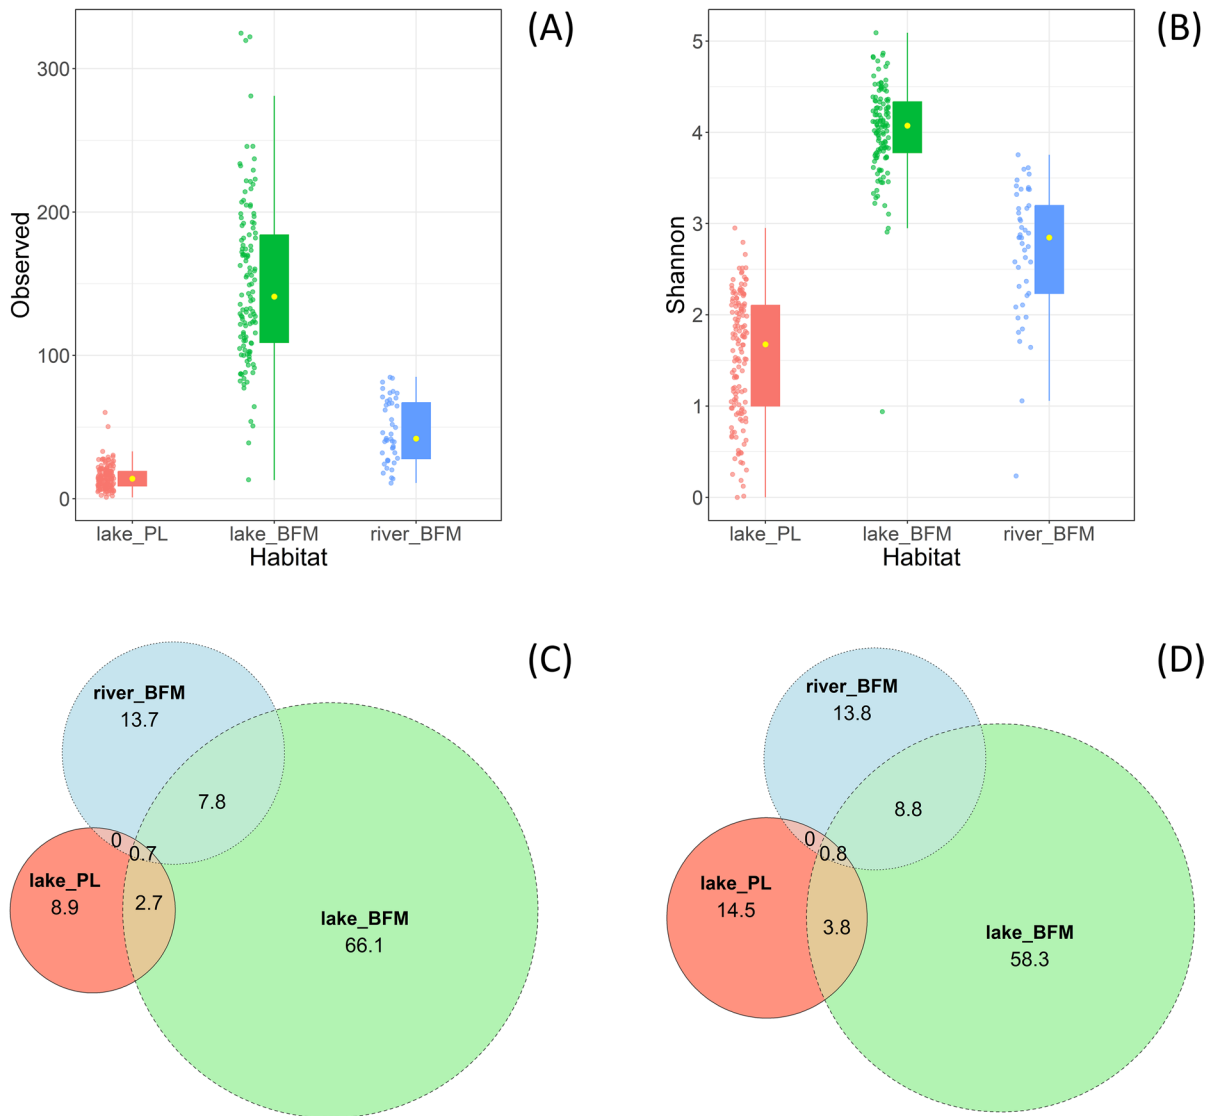 (A)
300
200
100
0
Observed
lake_PL lake_BFM river_BFM
Habitat
(B)
5
4
3
2
1
0
Shannon
lake_PL lake_BFM river_BFM
Habitat
(C)
river_BFM
13.7
7.8
0
0.7
lake_PL
8.9
2.7
lake_BFM
66.1
(D)
river_BFM
13.8
8.8
0
0.8
lake_PL
14.5
3.8
lake_BFM
58.3